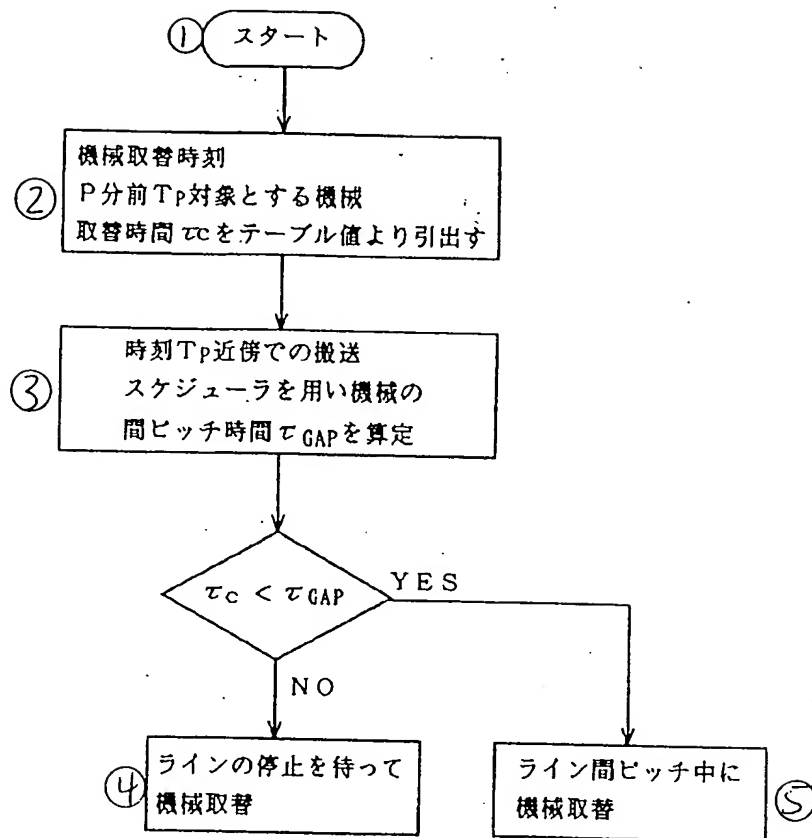 ① スタート
機械取替時刻
② P分前TP対象とする機械
取替時間τCをテーブル値より引出す
時刻TP近傍での搬送
③ スケジューラを用い機械の
間ピッチ時間τGAPを算定
τC < τGAP
YES
NO
④ ラインの停止を待って
機械取替
ライン間ピッチ中に
機械取替 ⑤